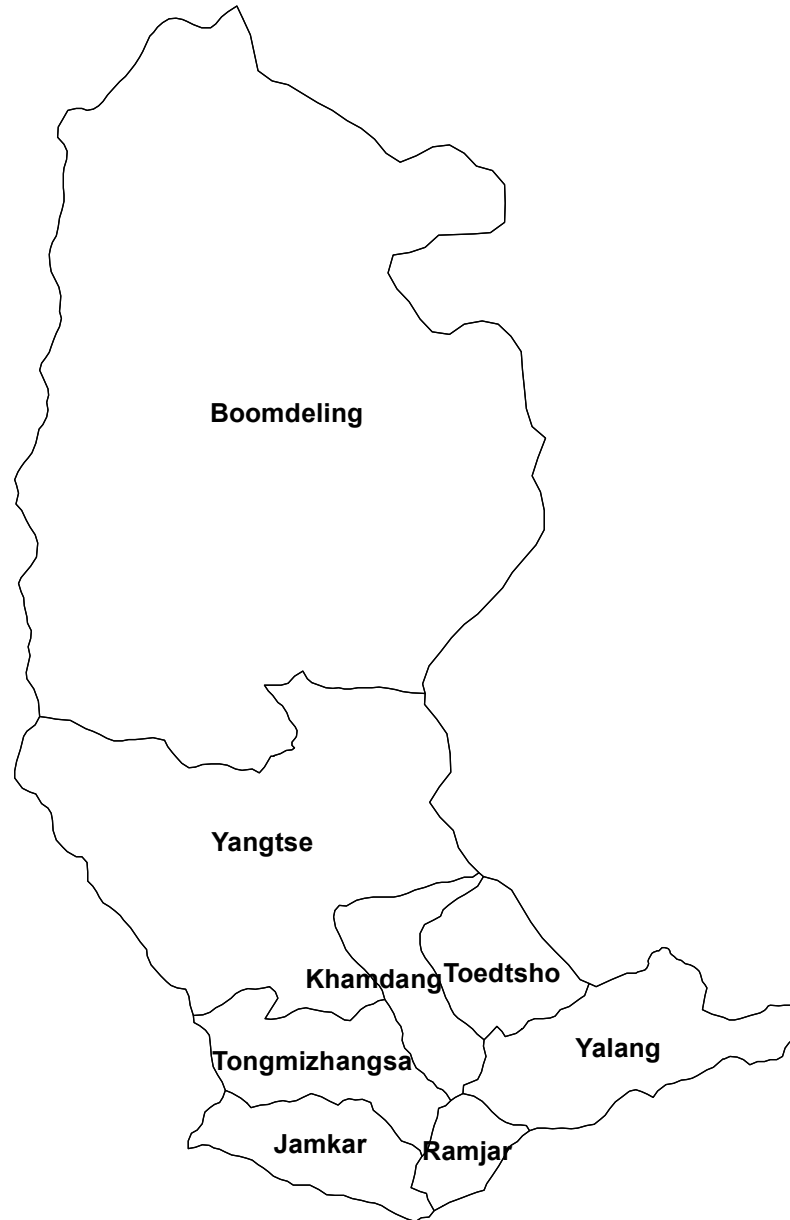 Boomdeling
Yangtse
Khamdang
Toedtsho
Tongmizhangsa
Yalang
Jamkar
Ramjar